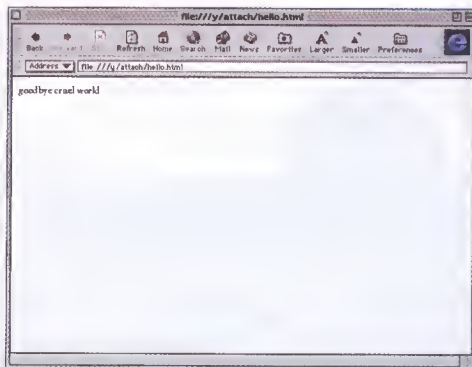 file:///y/attach/hello.html
Back Refresh Home Search Mail News Favorites Larger Smaller Preferences
Address file:///y/attach/hello.html
goodbye cruel world